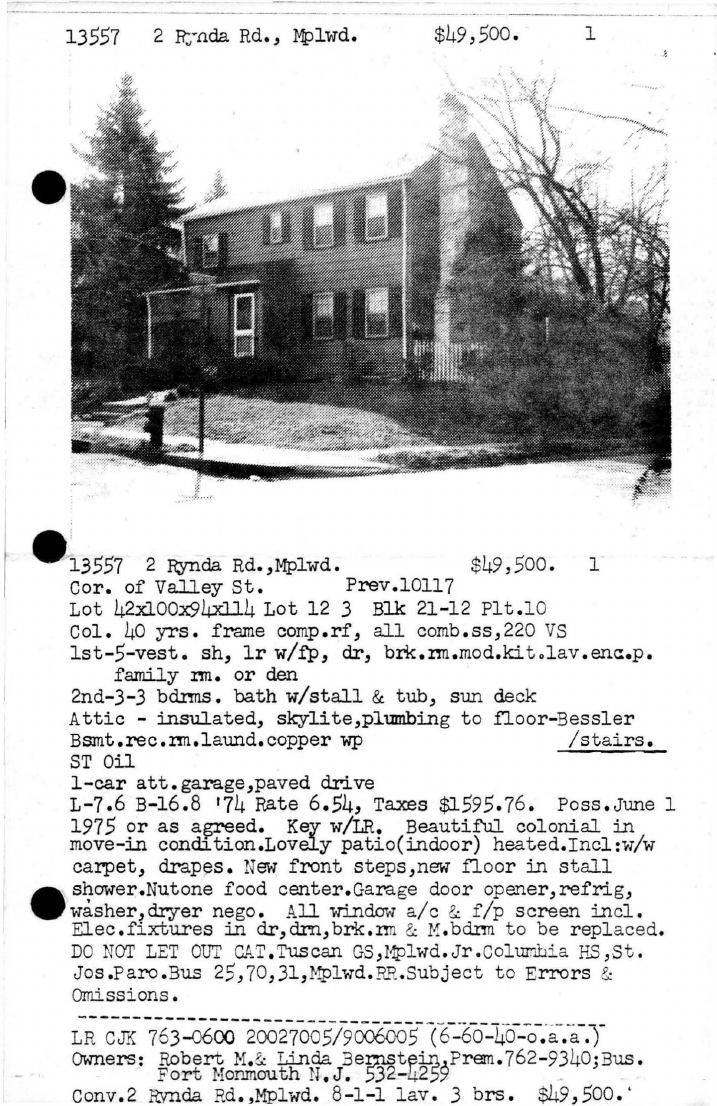 13557 2 Rynda Rd., Mplwd. $49,500. 1
13557 2 Rynda Rd.,Mplwd. $49,500. 1
Cor. of Valley St. Prev.10117
Lot 42x100x94x114 Lot 12 3 Blk 21-12 Plt.10
Col. 40 yrs. frame comp.rf, all comb.ss,220 VS
1st-5-vest. sh, lr w/fp, dr, brk.rm.mod.kit.lav.enc.p.
family rm. or den
2nd-3-3 bdrms. bath w/stall & tub, sun deck
Attic - insulated, skylite,plumbing to floor-Bessler
Bsmt.rec.rm.laund.copper wp /stairs.
ST Oil
1-car att.garage,paved drive
L-7.6 B-16.8 '74 Rate 6.54, Taxes $1595.76. Poss.June 1
1975 or as agreed. Key w/LR. Beautiful colonial in
move-in condition.Lovely patio(indoor) heated.Incl:w/w
carpet, drapes. New front steps,new floor in stall
shower.Nutone food center.Garage door opener,refrig,
washer,dryer nego. All window a/c & f/p screen incl.
Elec.fixtures in dr,drn,brk.rm & M.bdrm to be replaced.
DO NOT LET OUT CAT.Tuscan GS,Mplwd.Jr.Columbia HS,St.
Jos.Paro.Bus 25,70,31,Mplwd.RR.Subject to Errors &
Omissions.
LR CJK 763-0600 20027005/9006005 (6-60-40-o.a.a.)
Owners: Robert M.& Linda Bernstein,Prem.762-9340;Bus.
Fort Monmouth N.J. 532-4259
Conv.2 Rynda Rd.,Mplwd. 8-1-1 lav. 3 brs. $49,500.